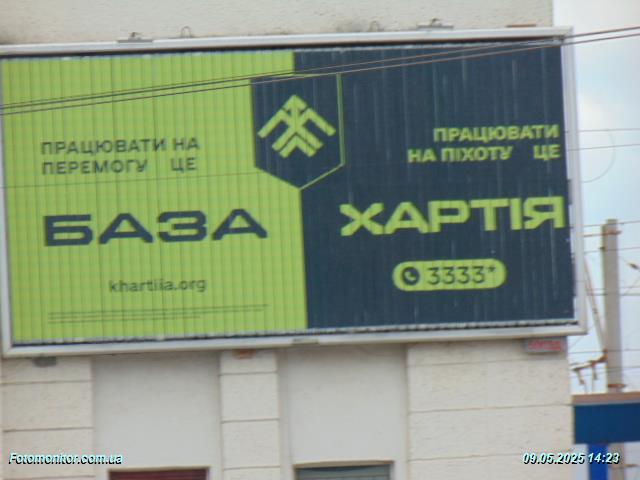 ПРАЦЮВАТИ НА
ПЕРЕМОГУ ЦЕ
БАЗА
khartiia.org
ПРАЦЮВАТИ
НА ПІХОТУ ЦЕ
ХАРТІЯ
3333*
Fotomonitor.com.ua
09.05.2025 14:23